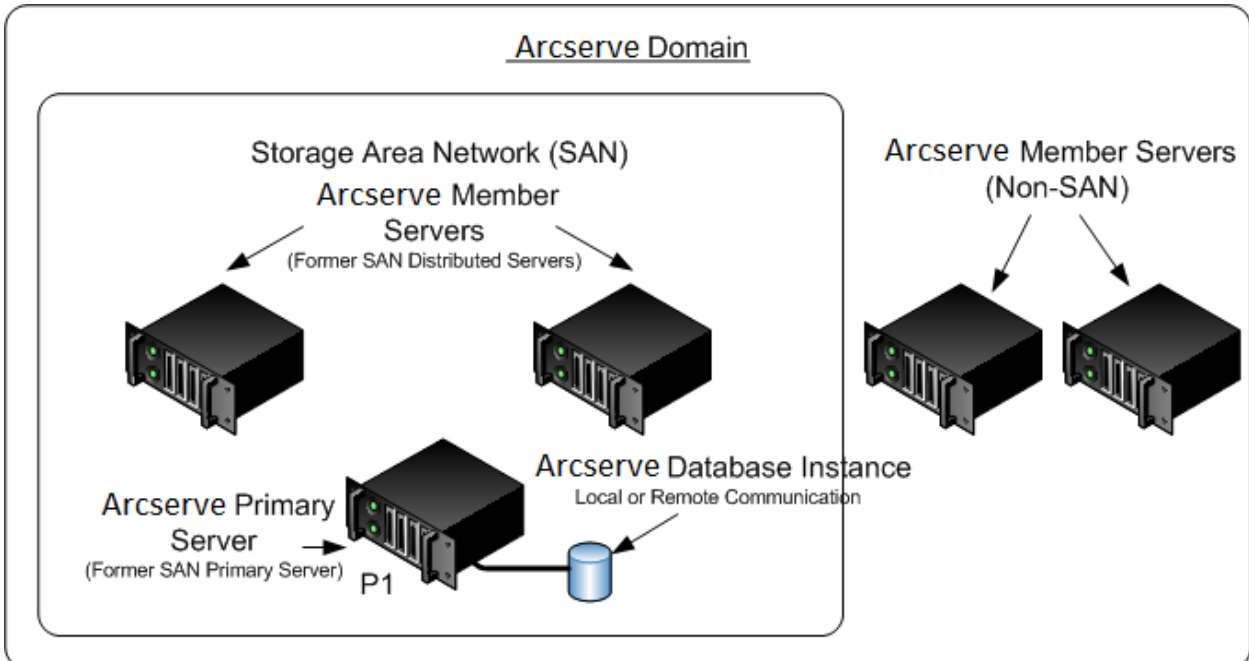 Arcserve Domain
Storage Area Network (SAN)
Arcserve Member
Servers
(Former SAN Distributed Servers)
Arcserve Member Servers
(Non-SAN)
Arcserve Database Instance
Local or Remote Communication
Arcserve Primary
Server
(Former SAN Primary Server)
P1